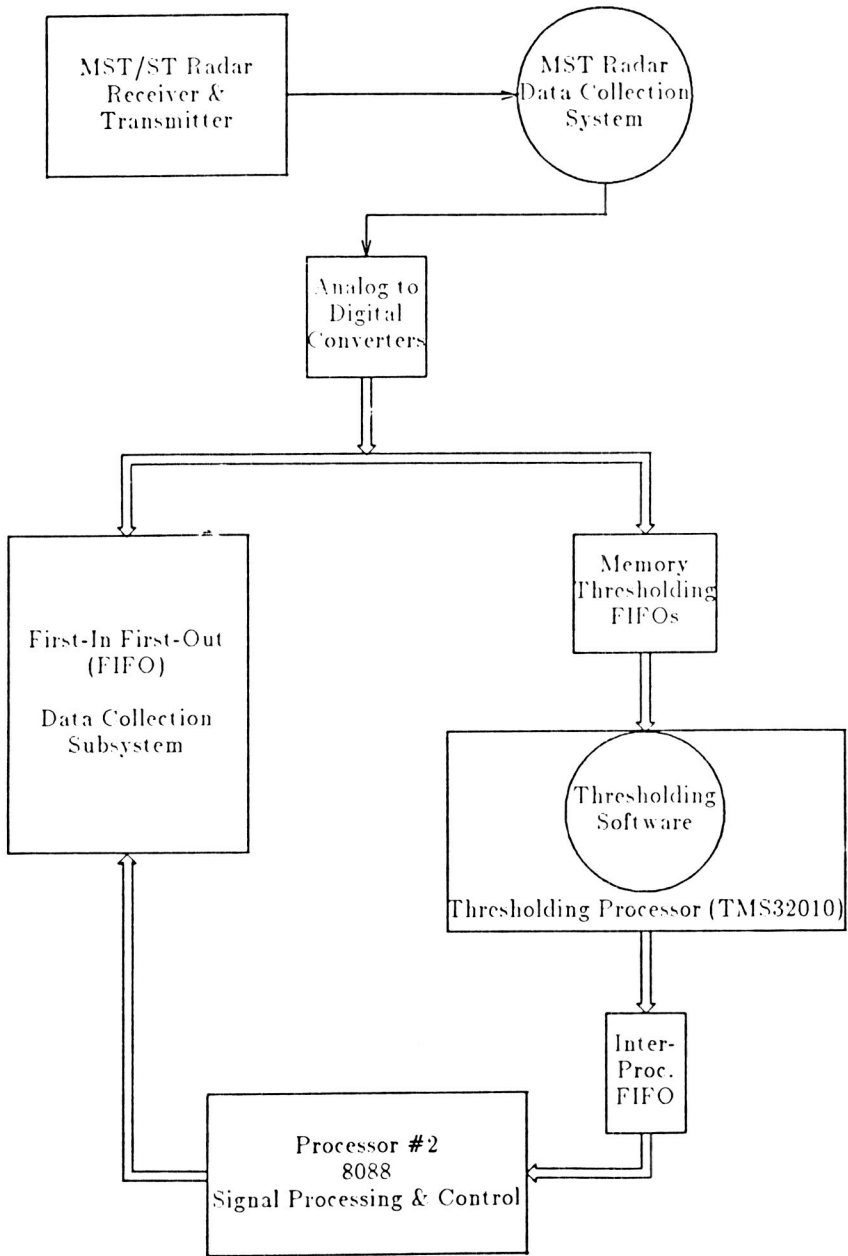 MST/ST Radar
Receiver &
Transmitter
MST Radar
Data Collection
System
Analog to
Digital
Converters
First-In First-Out
(FIFO)
Data Collection
Subsystem
Memory
Thresholding
FIFOs
Thresholding
Software
Thresholding Processor (TMS32010)
Inter-
Proc.
FIFO
Processor #2
8088
Signal Processing & Control